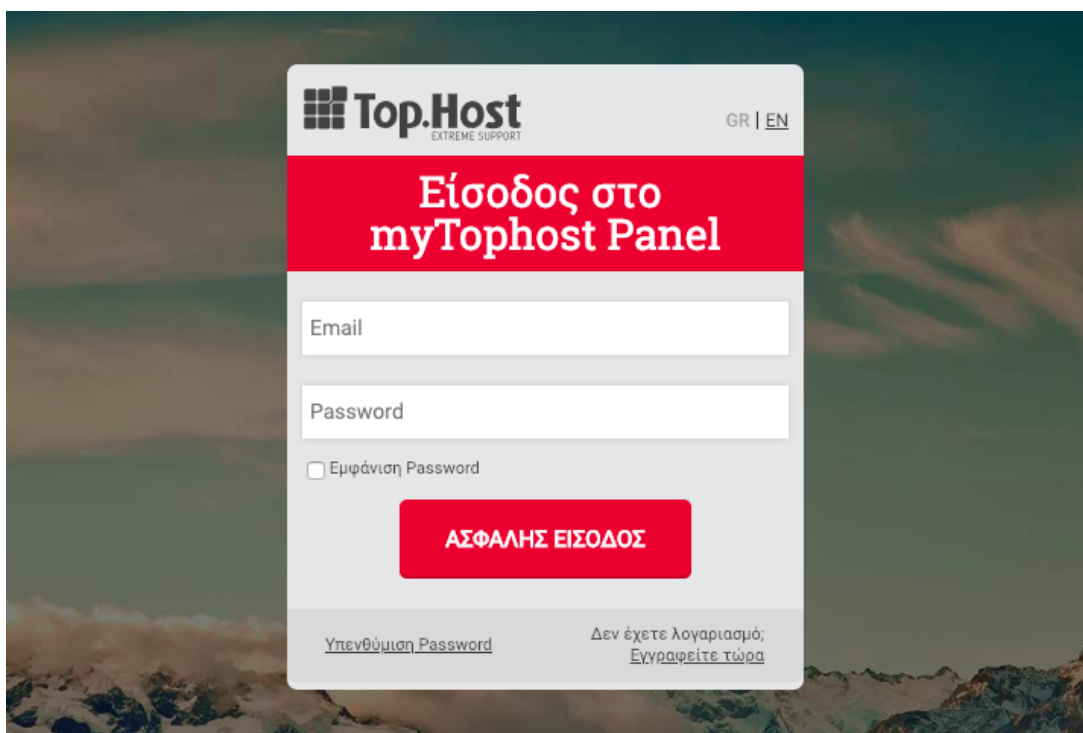 Top.Host
EXTREME SUPPORT
GR | EN
Είσοδος στο
myTophost Panel
Email
Password
Εμφάνιση Password
ΑΣΦΑΛΗΣ ΕΙΣΟΔΟΣ
Υπενθύμιση Password
Δεν έχετε λογαριασμό;
Εγγραφείτε τώρα